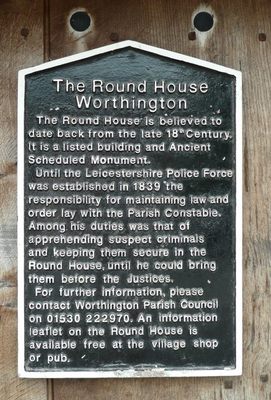 The Round House
Worthington
The Round House is believed to
date back from the late 18th Century.
It is a listed building and Ancient
Scheduled Monument.
Until the Leicestershire Police Force
was established in 1839 the
responsibility for maintaining law and
order lay with the Parish Constable.
Among his duties was that of
apprehending suspect criminals
and keeping them secure in the
Round House, until he could bring
them before the Justices.
For further information, please
contact Worthington Parish Council
on 01530 222970. An information
leaflet on the Round House is
available free at the village shop
or pub.